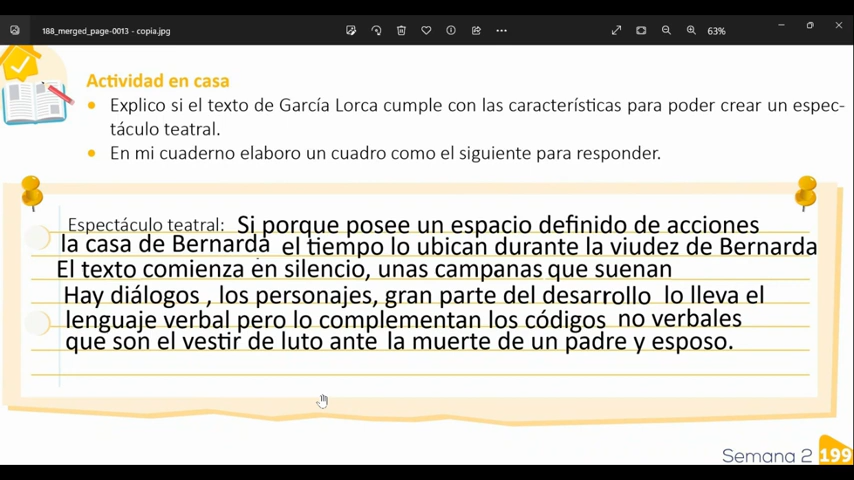 188_merged_page-0013 - copia.jpg
63%
Actividad en casa
Explico si el texto de García Lorca cumple con las características para poder crear un espec-
táculo teatral.
En mi cuaderno elaboro un cuadro como el siguiente para responder.
Espectáculo teatral: Si porque posee un espacio definido de acciones
la casa de Bernarda el tiempo lo ubican durante la viudez de Bernarda
El texto comienza en silencio, unas campanas que suenan
Hay diálogos , los personajes, gran parte del desarrollo lo lleva el
lenguaje verbal pero lo complementan los códigos no verbales
que son el vestir de luto ante la muerte de un padre y esposo.
Semana 2 199